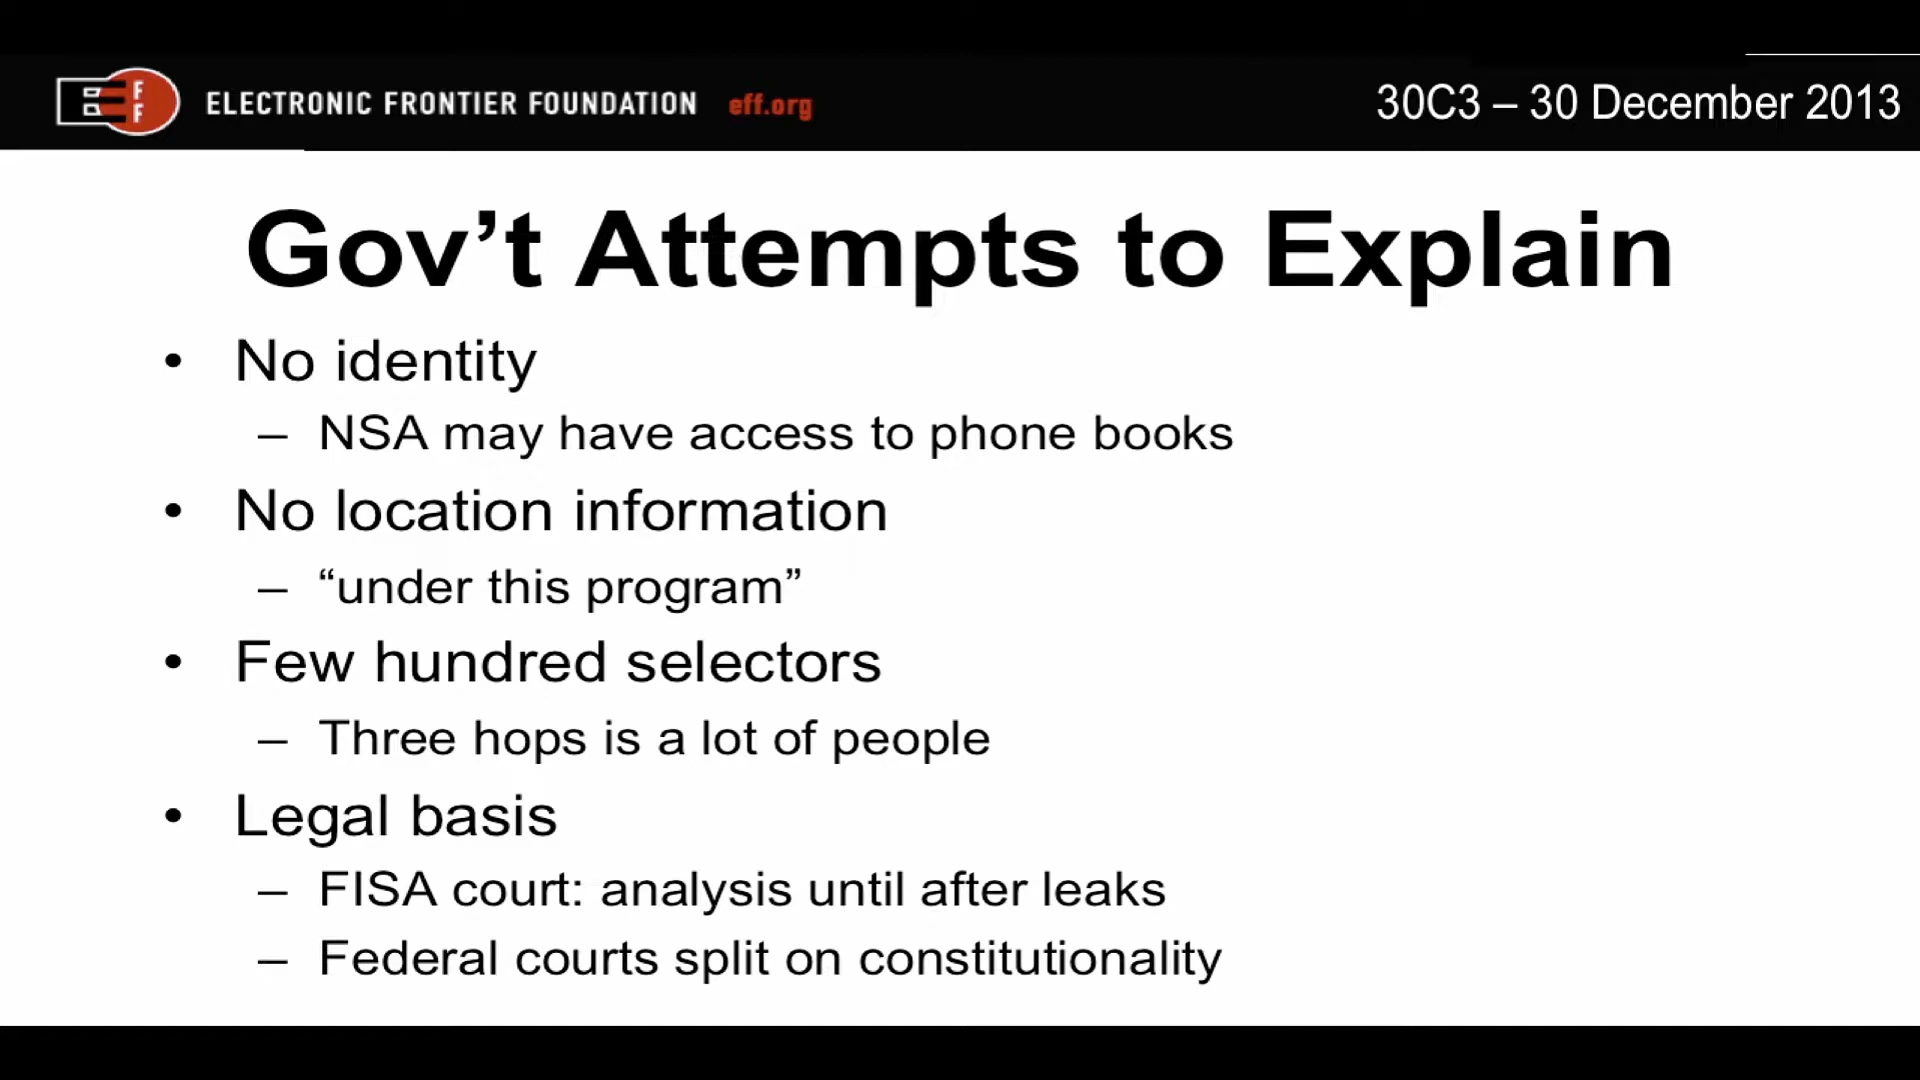 EFF ELECTRONIC FRONTIER FOUNDATION eff.org
30C3 – 30 December 2013
Gov’t Attempts to Explain
• No identity
– NSA may have access to phone books
• No location information
– “under this program”
• Few hundred selectors
– Three hops is a lot of people
• Legal basis
– FISA court: analysis until after leaks
– Federal courts split on constitutionality